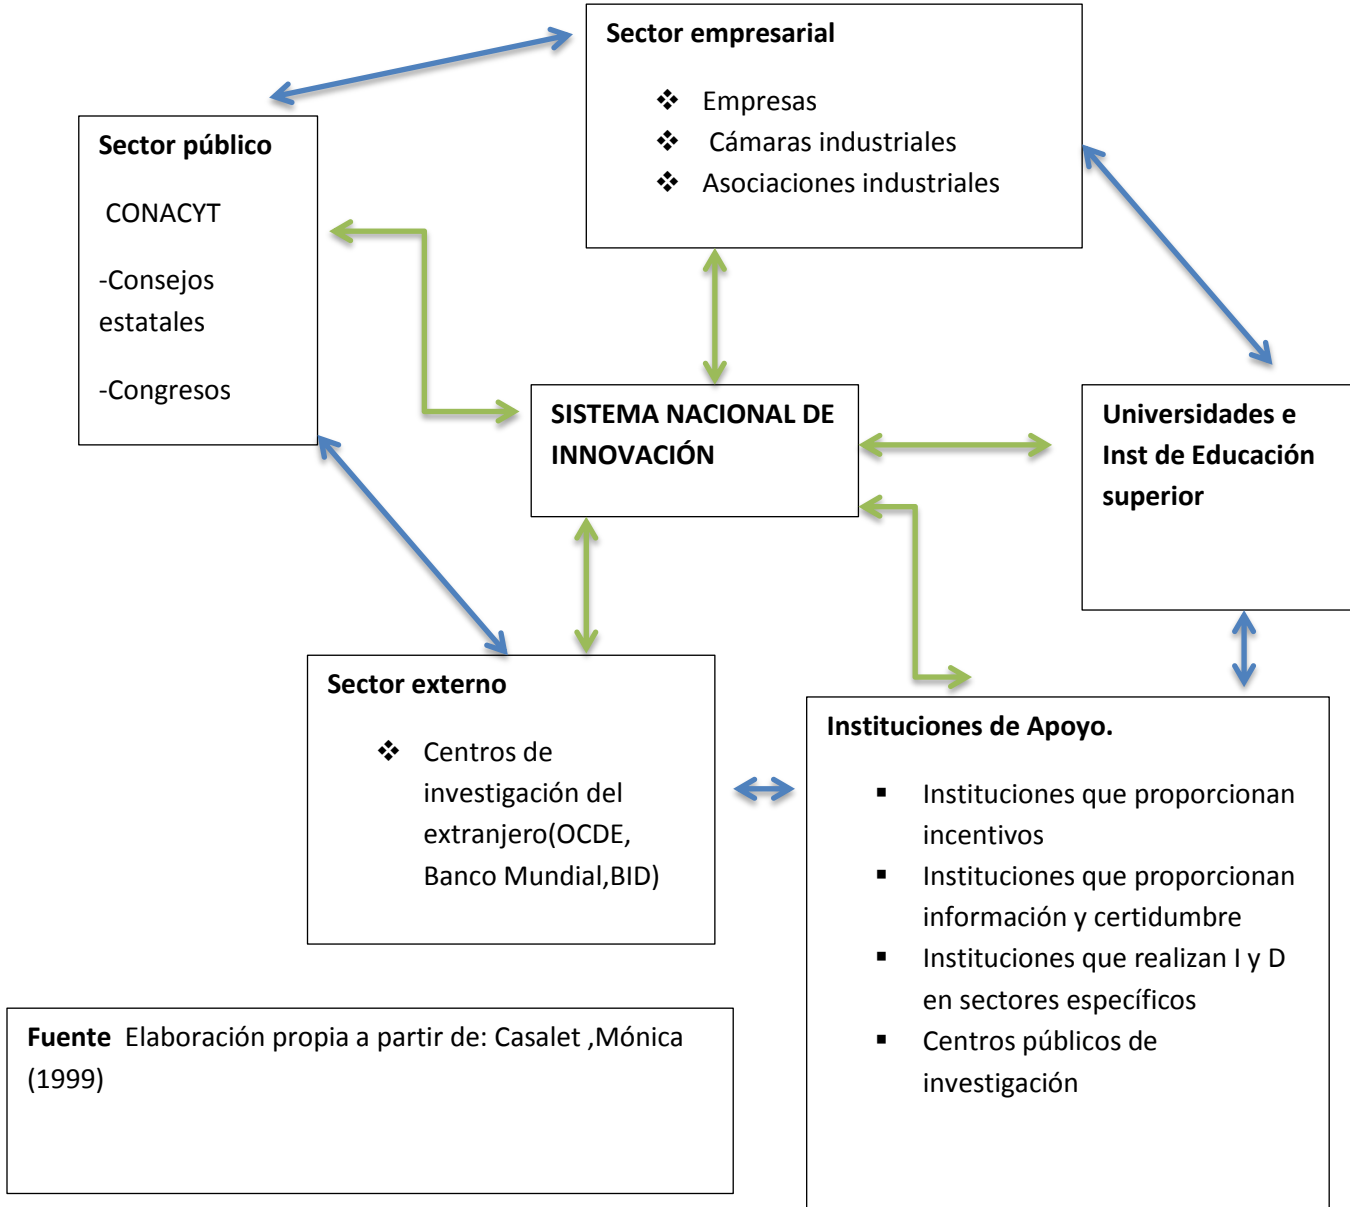 Sector empresarial
❖ Empresas
❖ Cámaras industriales
❖ Asociaciones industriales
Sector público
CONACYT
-Consejos
estatales
-Congresos
SISTEMA NACIONAL DE
INNOVACIÓN
Universidades e
Inst de Educación
superior
Sector externo
❖ Centros de
investigación del
extranjero(OCDE,
Banco Mundial,BID)
Instituciones de Apoyo.
▪ Instituciones que proporcionan
incentivos
▪ Instituciones que proporcionan
información y certidumbre
▪ Instituciones que realizan I y D
en sectores específicos
▪ Centros públicos de
investigación
Fuente Elaboración propia a partir de: Casalet ,Mónica
(1999)